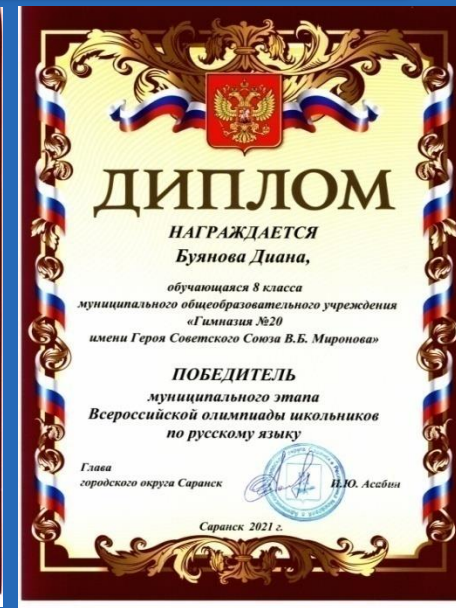 ДИПЛОМ
НАГРАЖДАЕТСЯ
Буянова Диана,
обучающаяся 8 класса
муниципального общеобразовательного учреждения
«Гимназия №20
имени Героя Советского Союза В.Б. Миронова»
ПОБЕДИТЕЛЬ
муниципального этапа
Всероссийской олимпиады школьников
по русскому языку
Глава
городского округа Саранск И.Ю. Асабин
Саранск 2021 г.